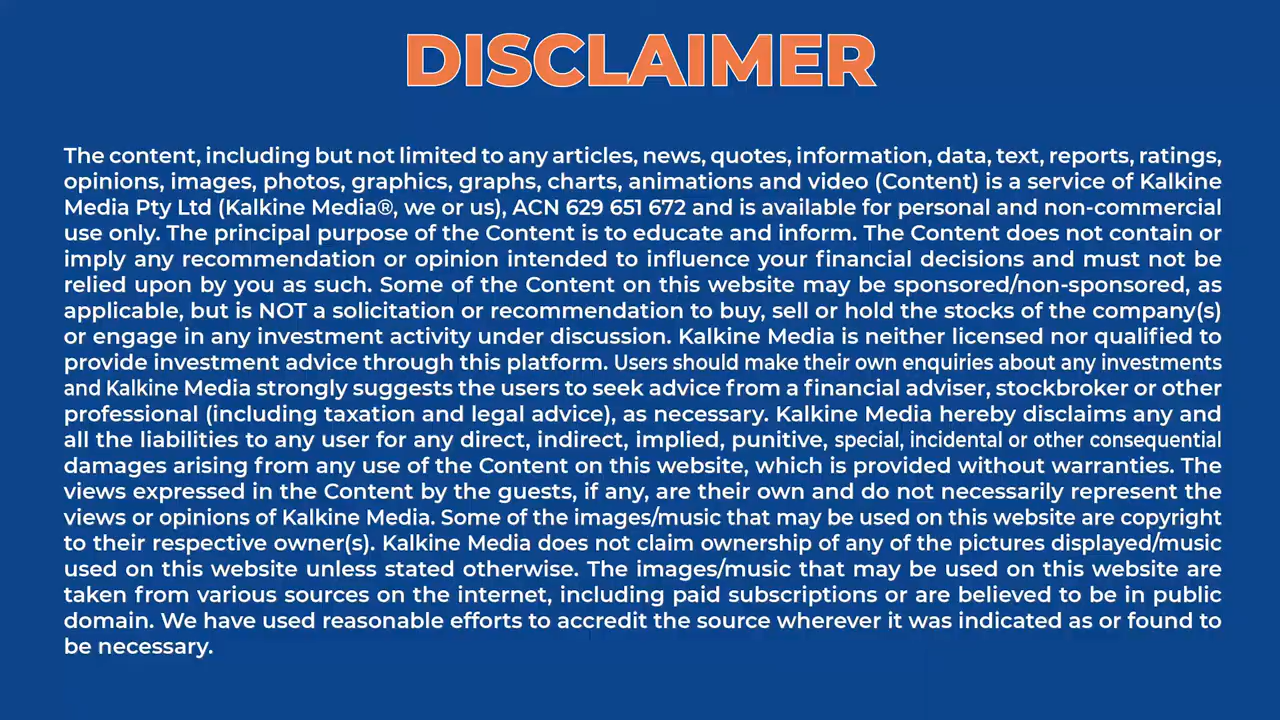 DISCLAIMER
The content, including but not limited to any articles, news, quotes, information, data, text, reports, ratings,
opinions, images, photos, graphics, graphs, charts, animations and video (Content) is a service of Kalkine
Media Pty Ltd (Kalkine Media®, we or us), ACN 629 651 672 and is available for personal and non-commercial
use only. The principal purpose of the Content is to educate and inform. The Content does not contain or
imply any recommendation or opinion intended to influence your financial decisions and must not be
relied upon by you as such. Some of the Content on this website may be sponsored/non-sponsored, as
applicable, but is NOT a solicitation or recommendation to buy, sell or hold the stocks of the company(s)
or engage in any investment activity under discussion. Kalkine Media is neither licensed nor qualified to
provide investment advice through this platform. Users should make their own enquiries about any investments
and Kalkine Media strongly suggests the users to seek advice from a financial adviser, stockbroker or other
professional (including taxation and legal advice), as necessary. Kalkine Media hereby disclaims any and
all the liabilities to any user for any direct, indirect, implied, punitive, special, incidental or other consequential
damages arising from any use of the Content on this website, which is provided without warranties. The
views expressed in the Content by the guests, if any, are their own and do not necessarily represent the
views or opinions of Kalkine Media. Some of the images/music that may be used on this website are copyright
to their respective owner(s). Kalkine Media does not claim ownership of any of the pictures displayed/music
used on this website unless stated otherwise. The images/music that may be used on this website are
taken from various sources on the internet, including paid subscriptions or are believed to be in public
domain. We have used reasonable efforts to accredit the source wherever it was indicated as or found to
be necessary.